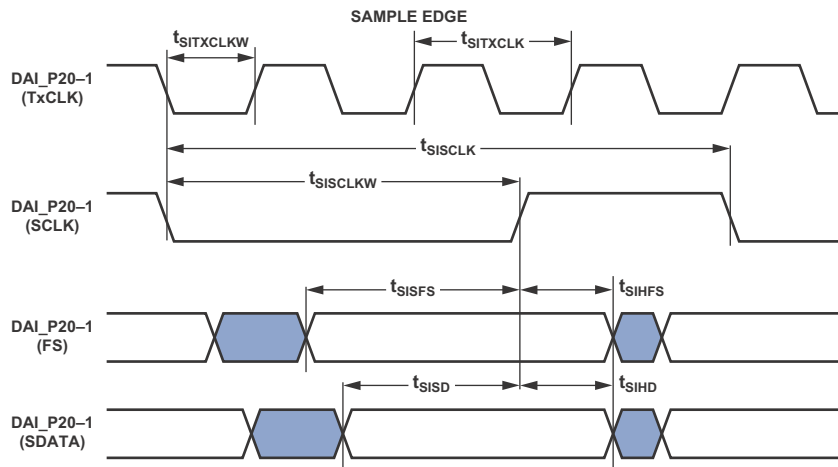 SAMPLE EDGE
tSITXCLKW
tSITXCLK
DAI_P20–1
(TxCLK)
tSISCLK
tSISCLKW
DAI_P20–1
(SCLK)
tSISFS
tSIHFS
DAI_P20–1
(FS)
tSISD
tSIHD
DAI_P20–1
(SDATA)